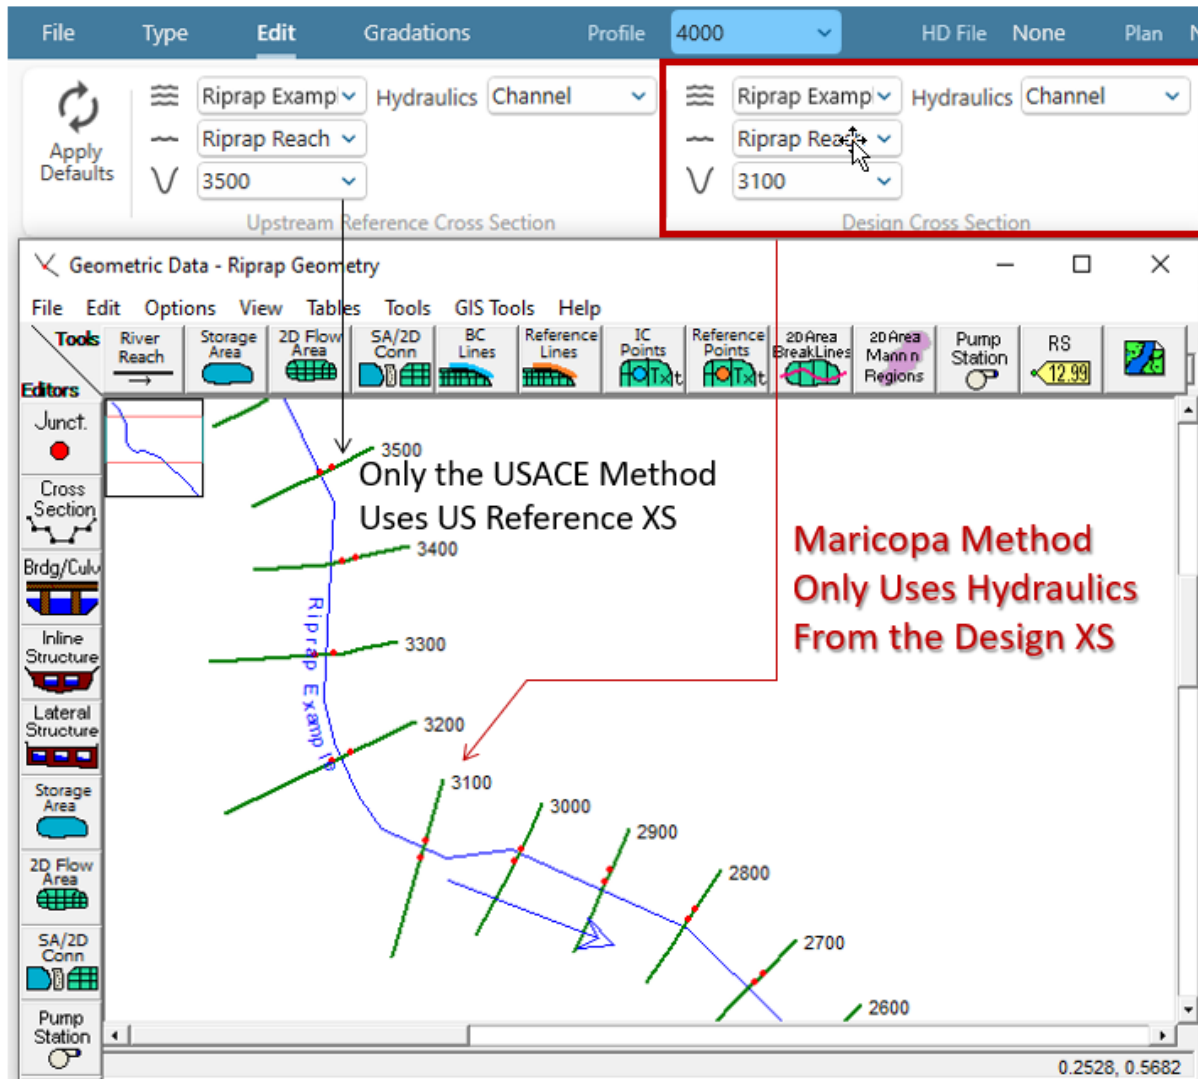 File Type Edit Gradations Profile 4000 HD File None Plan N
Riprap Exampl Hydraulics Channel Riprap Exampl Hydraulics Channel
Apply
Defaults
Riprap Reach Riprap Reach
3500 3100
Upstream Reference Cross Section Design Cross Section
Geometric Data - Riprap Geometry
File Edit Options View Tables Tools GIS Tools Help
Tools
Editors
River
Reach
Storage
Area
2D Flow
Area
SA/2D
Conn
BC
Lines
Reference
Lines
IC
Points
Reference
Points
2D Area
BreakLines
2D Area
Mann n
Regions
Pump
Station
RS
12.99
Junct.
Cross
Section
Brdg/Culv
Inline
Structure
Lateral
Structure
Storage
Area
2D Flow
Area
SA/2D
Conn
Pump
Station
3500
Only the USACE Method
Uses US Reference XS
3400
Maricopa Method
Only Uses Hydraulics
From the Design XS
3300
Riprap Example
3200
3100
3000
2900
2800
2700
2600
0.2528, 0.5682